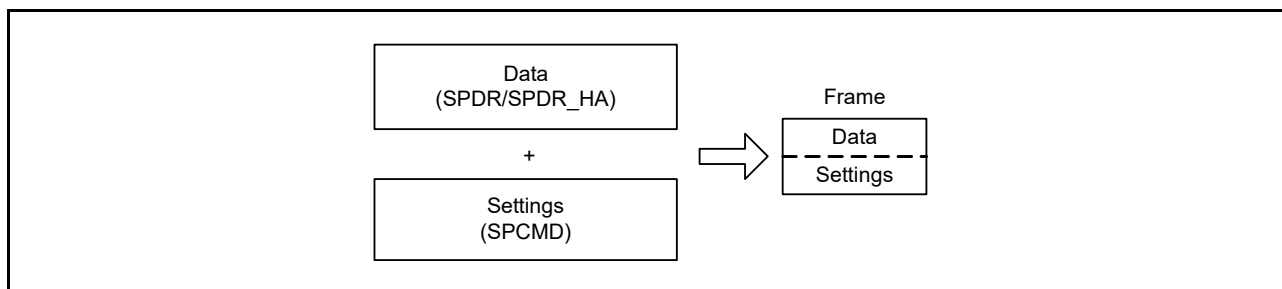 Data
(SPDR/SPDR_HA)
+
Settings
(SPCMD)
Frame
Data
Settings